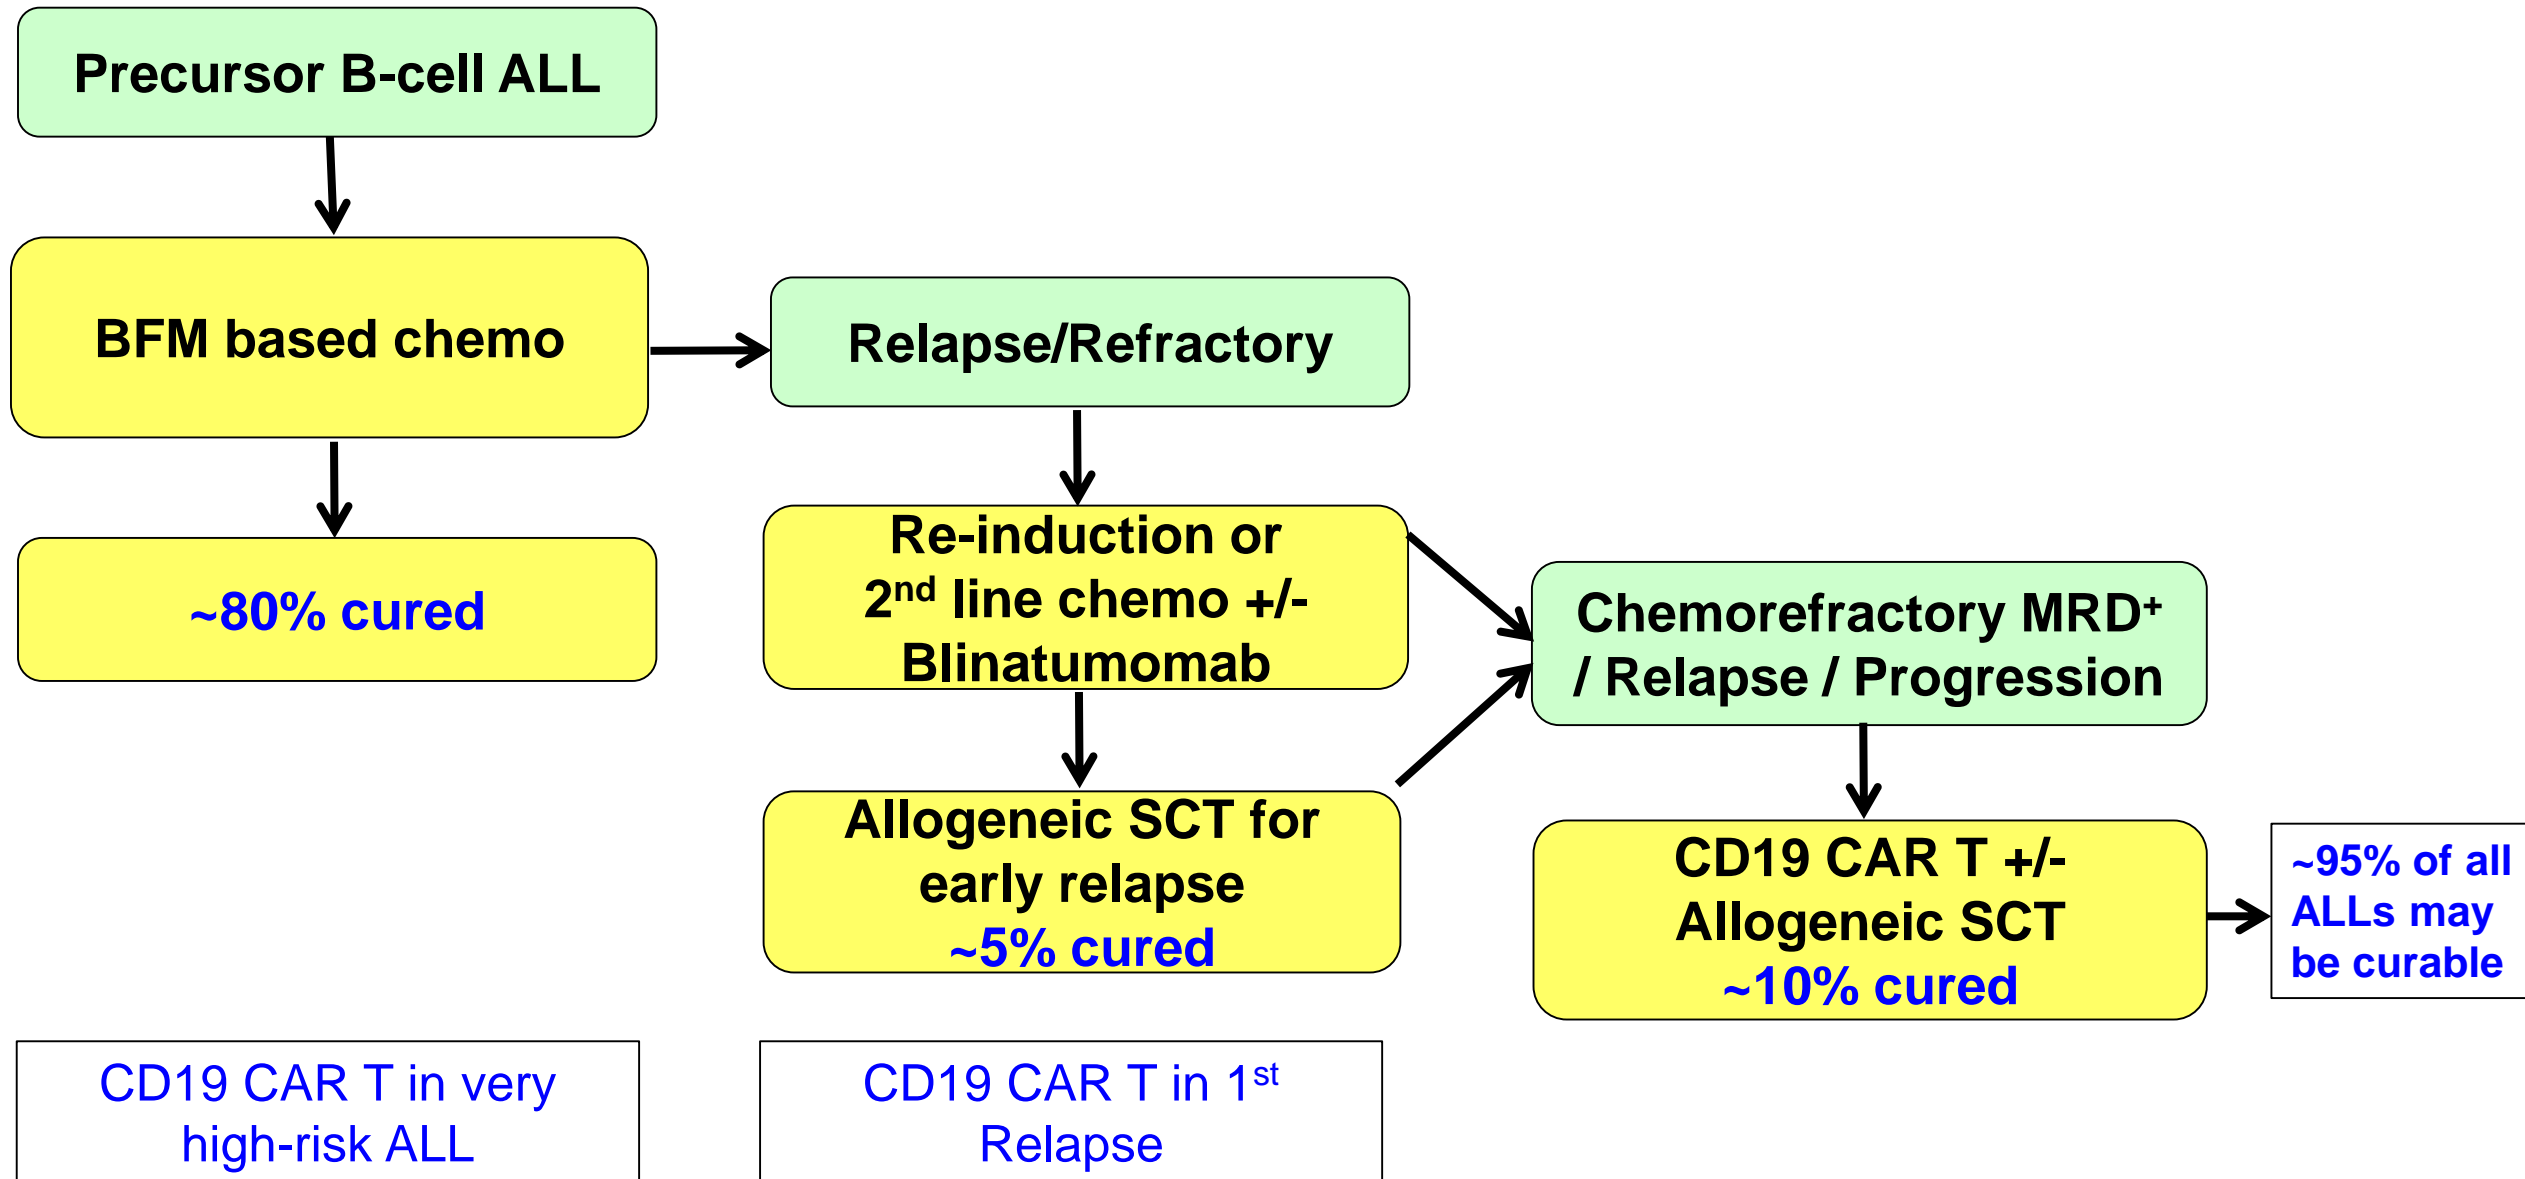 Precursor B-cell ALL
BFM based chemo
~80% cured
Relapse/Refractory
Re-induction or
2nd line chemo +/-
Blinatumomab
Allogeneic SCT for
early relapse
~5% cured
Chemorefractory MRD+
/ Relapse / Progression
CD19 CAR T +/-
Allogeneic SCT
~10% cured
~95% of all
ALLs may
be curable
CD19 CAR T in very
high-risk ALL
CD19 CAR T in 1st
Relapse